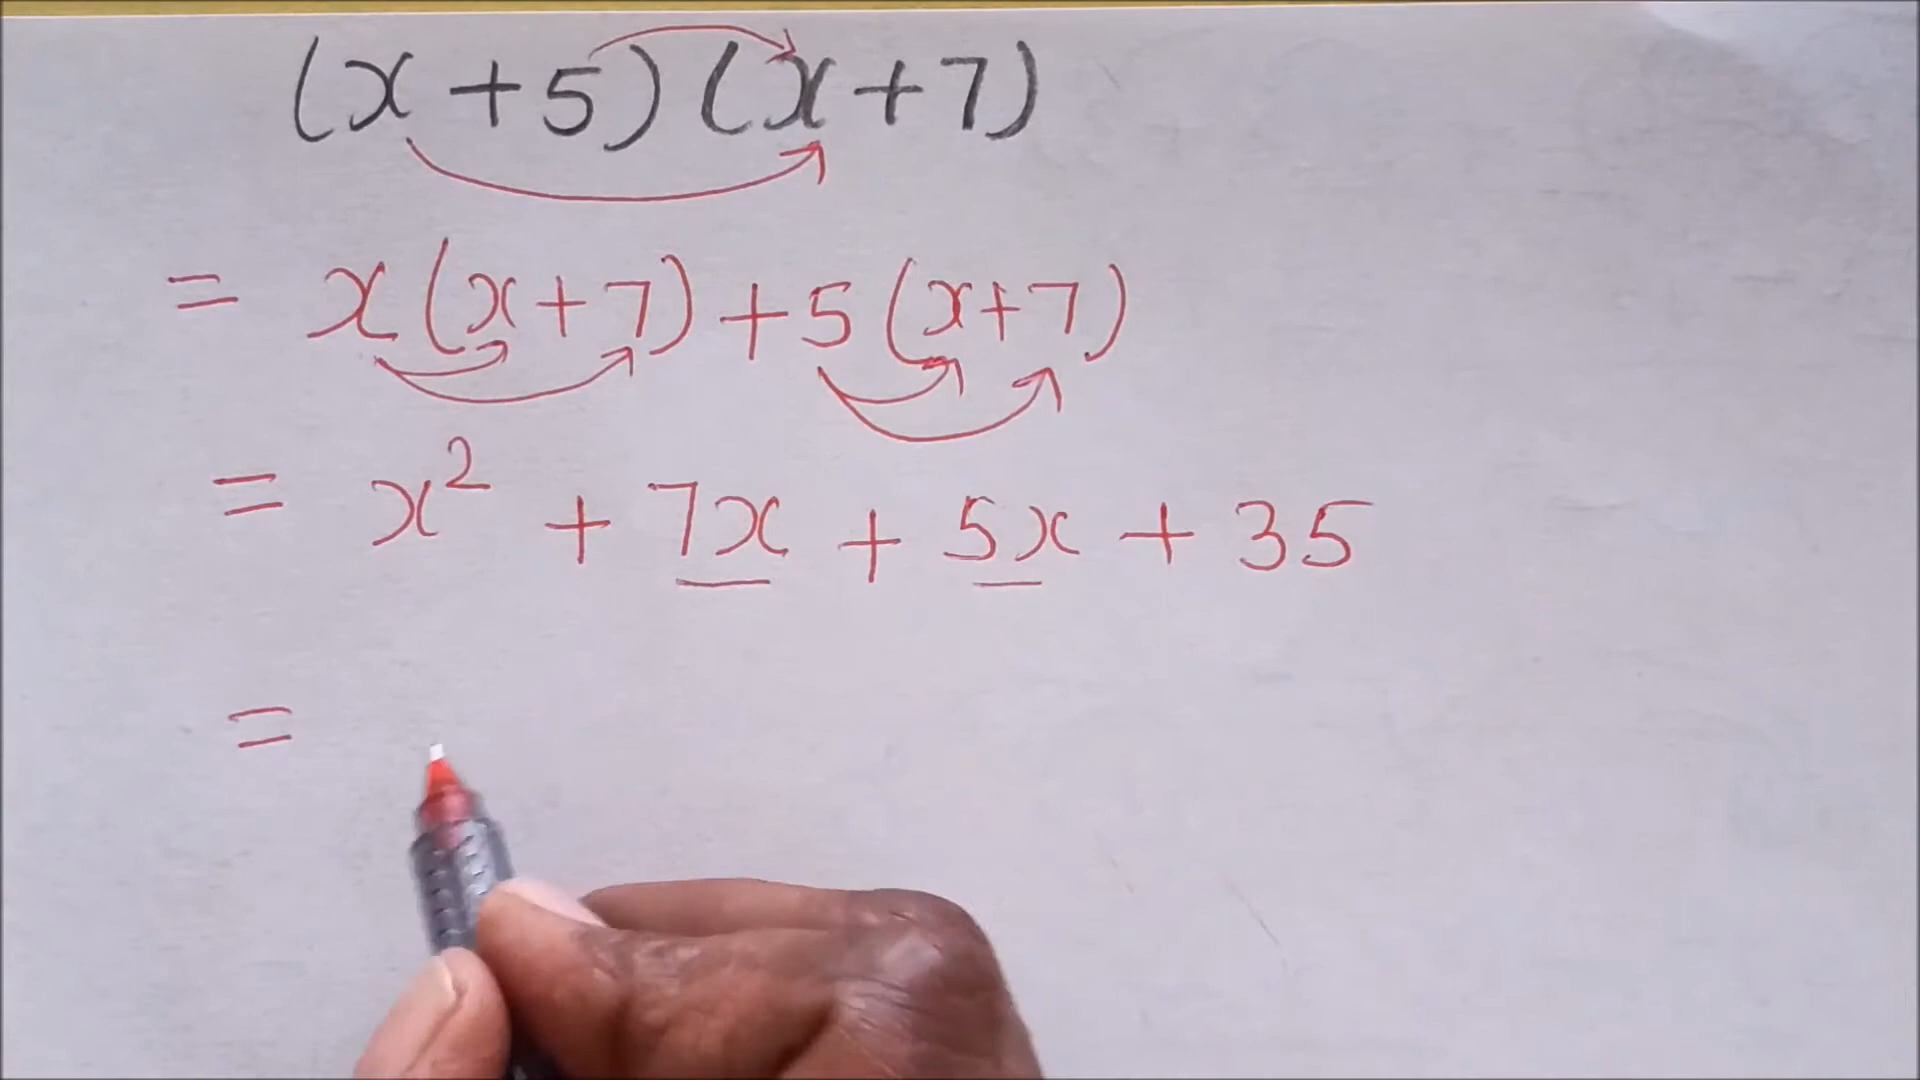 (x + 5) (x + 7)
= x (x + 7) + 5 (x + 7)
= x² + 7x + 5x + 35
=